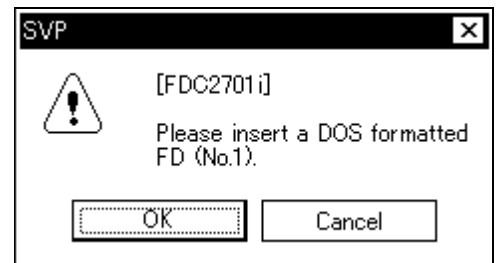 SVP
[FDC2701i]
Please insert a DOS formatted
FD (No.1).
OK
Cancel